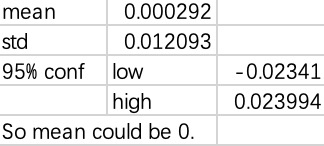 mean 0.000292
std 0.012093
95% conf low -0.02341
high 0.023994
So mean could be 0.